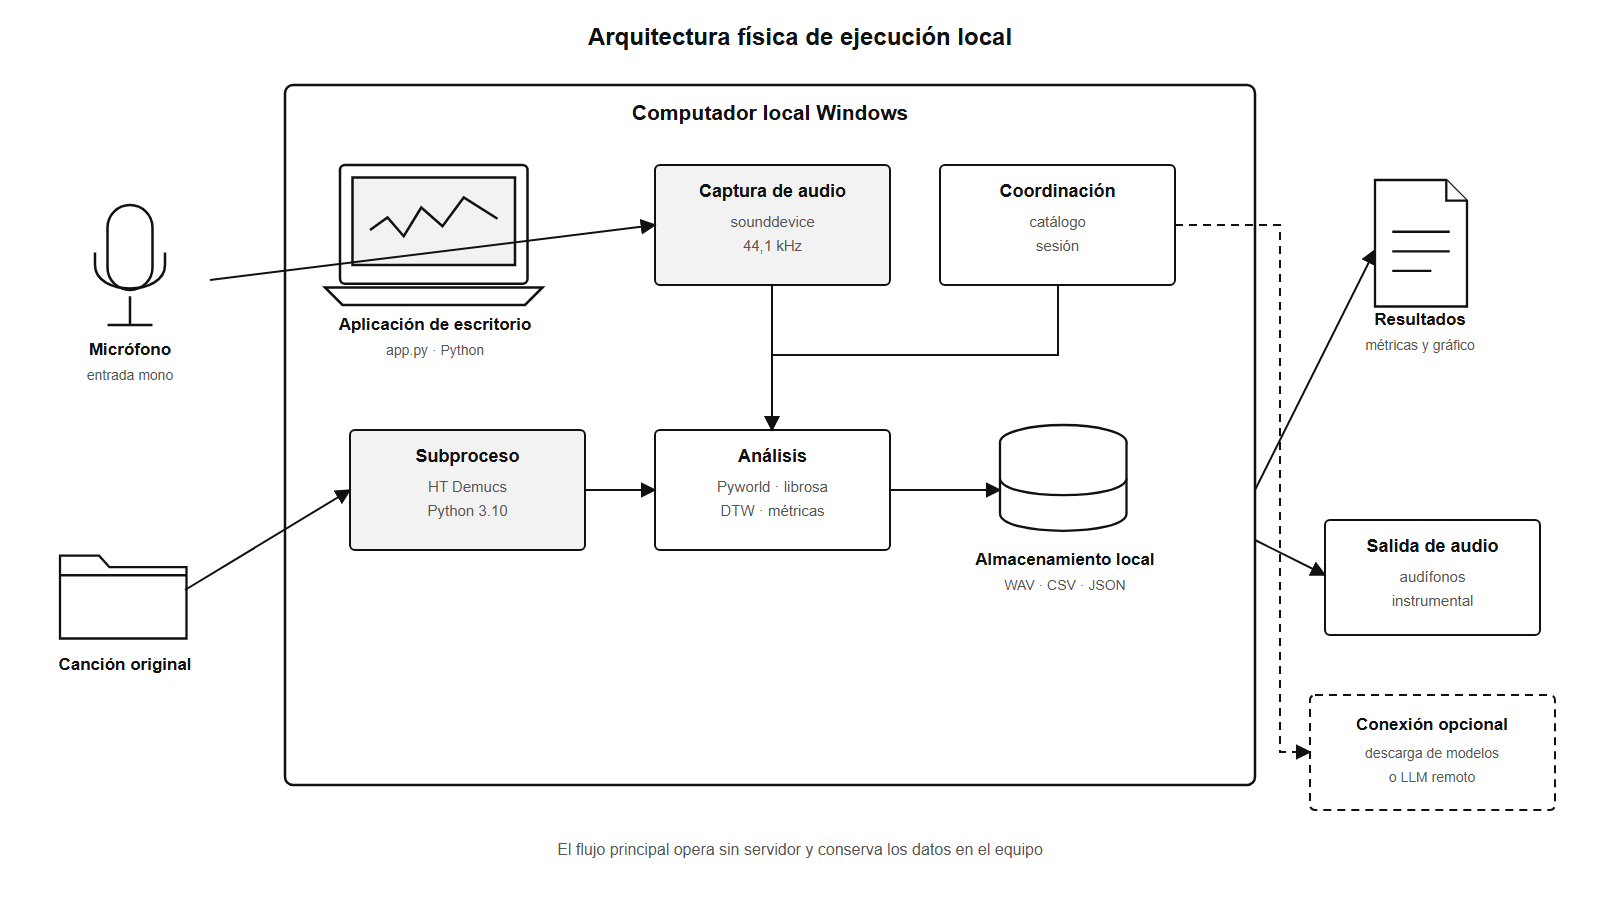 Arquitectura física de ejecución local
Computador local Windows
Micrófono
entrada mono
Aplicación de escritorio
app.py · Python
Captura de audio
sounddevice
44,1 kHz
Coordinación
catálogo
sesión
Resultados
métricas y gráfico
Canción original
Subproceso
HT Demucs
Python 3.10
Análisis
Pyworld · librosa
DTW · métricas
Almacenamiento local
WAV · CSV · JSON
Salida de audio
audífonos
instrumental
Conexión opcional
descarga de modelos
o LLM remoto
El flujo principal opera sin servidor y conserva los datos en el equipo